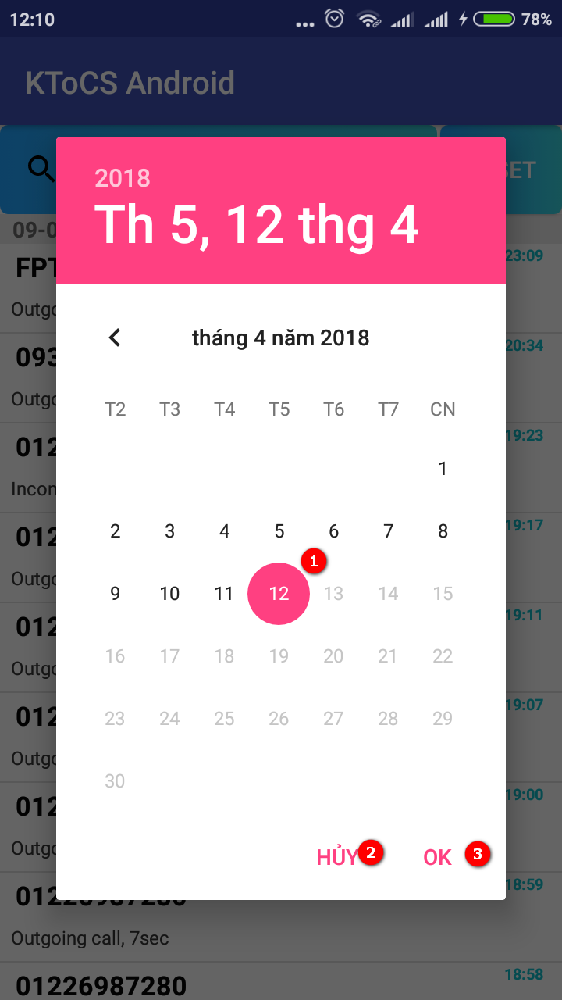 12:10 78%
KToCS Android
SET
2018
Th 5, 12 thg 4
09-0
23:09
FPT
Outgo
tháng 4 năm 2018
20:34
093
Outgo
T2 T3 T4 T5 T6 T7 CN
19:23
012
1
Incon
19:17
012
2 3 4 5 6 7 8
1
Outgo
9 10 11 12 13 14 15
19:11
012
16 17 18 19 20 21 22
Outgo
19:07
012
23 24 25 26 27 28 29
Outgo
30
19:00
012
Outgo
HỦY 2 OK 3
18:59
01226987280
Outgoing call, 7sec
18:58
01226987280